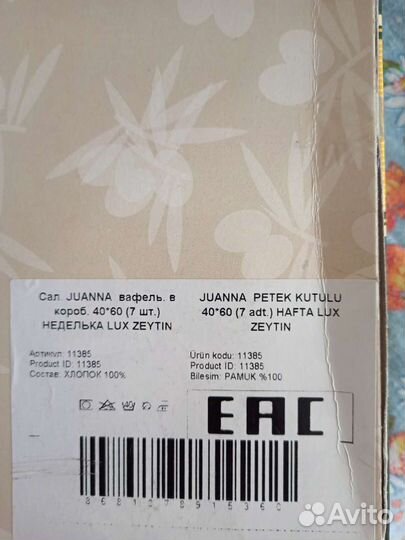 Сал. JUANNA вафель. в
короб. 40*60 (7 шт.)
НЕДЕЛЬКА LUX ZEYTIN
JUANNA PETEK KUTULU
40*60 (7 adt.) HAFTA LUX
ZEYTIN
Артикул: 11385
Product ID: 11385
Состав: ХЛОПОК 100%
Ürün kodu: 11385
Product ID: 11385
Bilesim: PAMUK %100
EAC
Avito